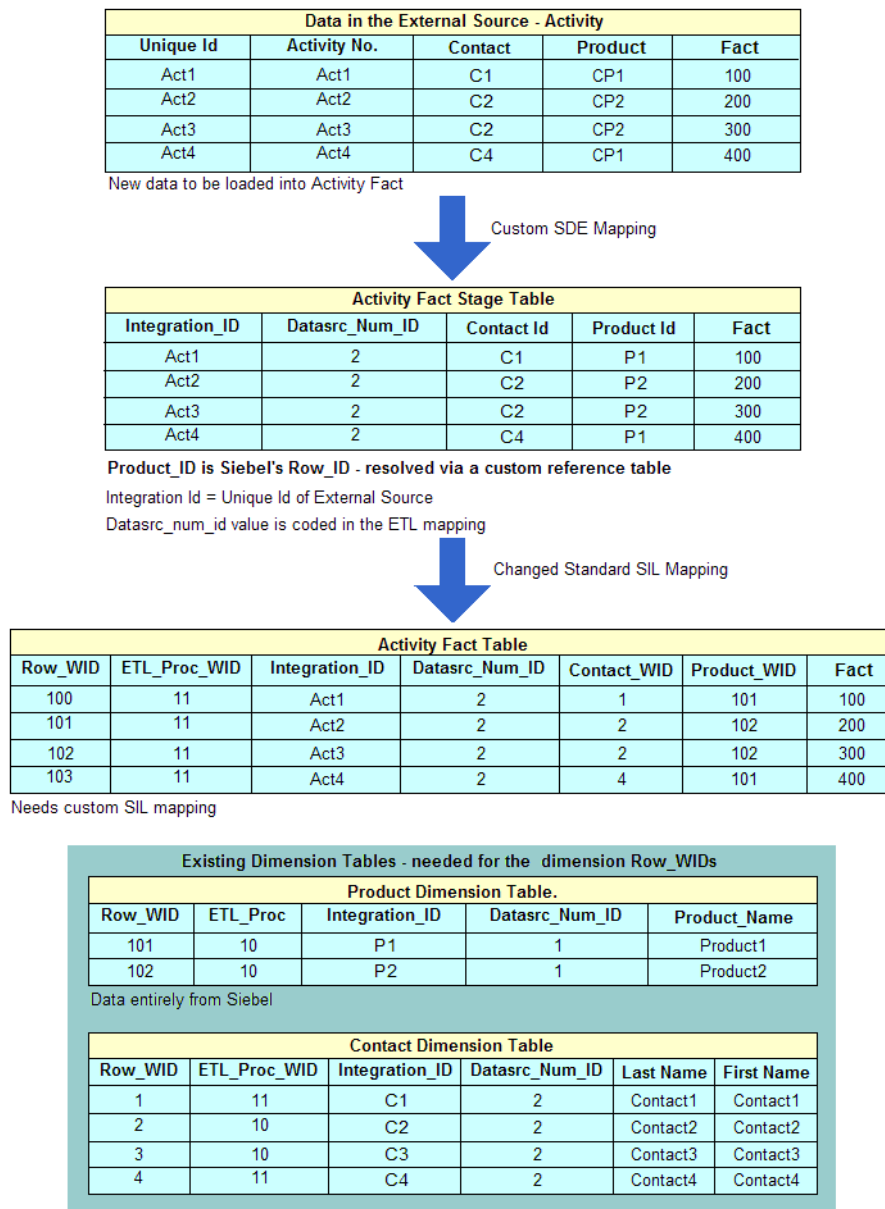 Data in the External Source - Activity
Unique Id Activity No. Contact Product Fact
Act1 Act1 C1 CP1 100
Act2 Act2 C2 CP2 200
Act3 Act3 C2 CP2 300
Act4 Act4 C4 CP1 400
New data to be loaded into Activity Fact
Custom SDE Mapping
Activity Fact Stage Table
Integration_ID Datasrc_Num_ID Contact Id Product Id Fact
Act1 2 C1 P1 100
Act2 2 C2 P2 200
Act3 2 C2 P2 300
Act4 2 C4 P1 400
Product_ID is Siebel's Row_ID - resolved via a custom reference table
Integration Id = Unique Id of External Source
Datasrc_num_id value is coded in the ETL mapping
Changed Standard SIL Mapping
Activity Fact Table
Row_WID ETL_Proc_WID Integration_ID Datasrc_Num_ID Contact_WID Product_WID Fact
100 11 Act1 2 1 101 100
101 11 Act2 2 2 102 200
102 11 Act3 2 2 102 300
103 11 Act4 2 4 101 400
Needs custom SIL mapping
Existing Dimension Tables - needed for the dimension Row_WIDs
Product Dimension Table.
Row_WID ETL_Proc Integration_ID Datasrc_Num_ID Product_Name
101 10 P1 1 Product1
102 10 P2 1 Product2
Data entirely from Siebel
Contact Dimension Table
Row_WID ETL_Proc_WID Integration_ID Datasrc_Num_ID Last Name First Name
1 11 C1 2 Contact1 Contact1
2 10 C2 2 Contact2 Contact2
3 10 C3 2 Contact3 Contact3
4 11 C4 2 Contact4 Contact4